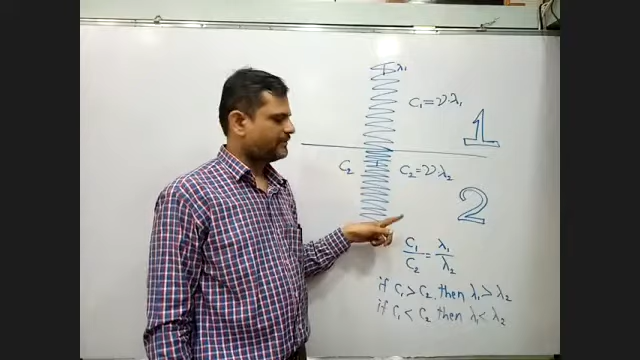 λ₁
C₁ = ν.λ₁
1
C₂
C₂ = ν.λ₂
2
C₁/C₂ = λ₁/λ₂
if C₁ > C₂, then λ₁ > λ₂
if C₁ < C₂, then λ₁ < λ₂